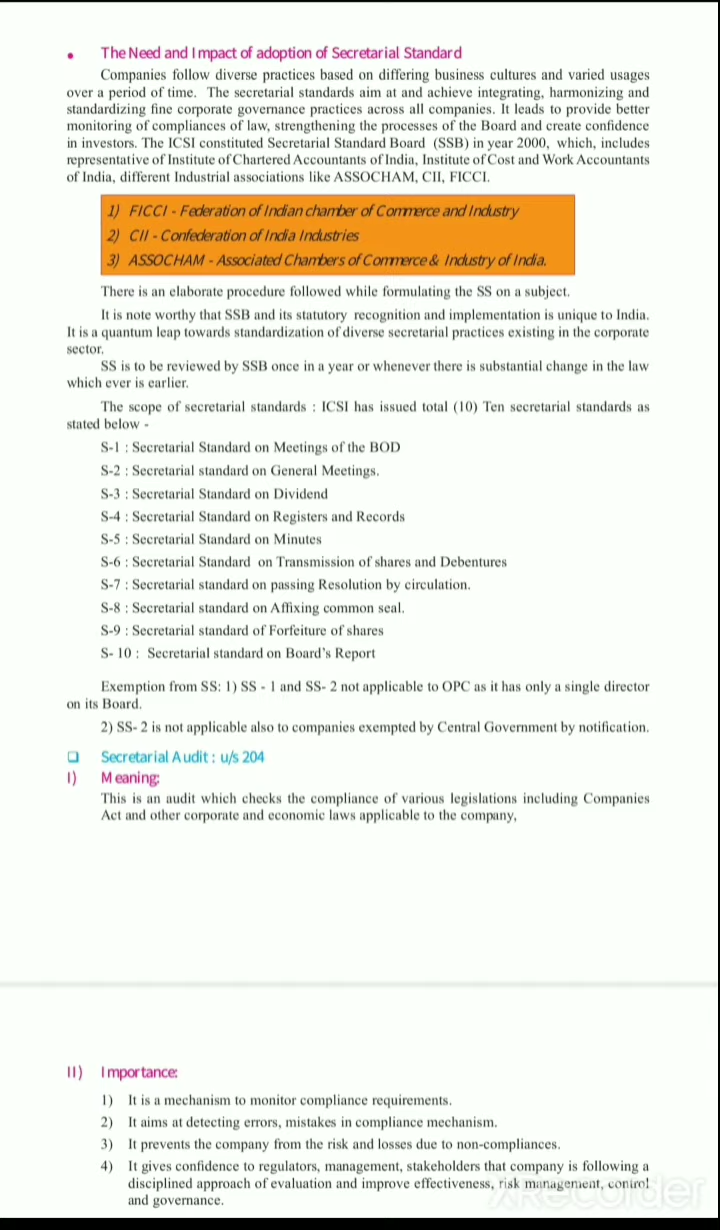 • The Need and Impact of adoption of Secretarial Standard
Companies follow diverse practices based on differing business cultures and varied usages
over a period of time. The secretarial standards aim at and achieve integrating, harmonizing and
standardizing fine corporate governance practices across all companies. It leads to provide better
monitoring of compliances of law, strengthening the processes of the Board and create confidence
in investors. The ICSI constituted Secretarial Standard Board (SSB) in year 2000, which, includes
representative of Institute of Chartered Accountants of India, Institute of Cost and Work Accountants
of India, different Industrial associations like ASSOCHAM, CII, FICCI.
1) FICCI - Federation of Indian chamber of Commerce and Industry
2) CII - Confederation of India Industries
3) ASSOCHAM - Associated Chambers of Commerce & Industry of India.
There is an elaborate procedure followed while formulating the SS on a subject.
It is note worthy that SSB and its statutory recognition and implementation is unique to India.
It is a quantum leap towards standardization of diverse secretarial practices existing in the corporate
sector.
SS is to be reviewed by SSB once in a year or whenever there is substantial change in the law
which ever is earlier.
The scope of secretarial standards : ICSI has issued total (10) Ten secretarial standards as
stated below -
S-1 : Secretarial Standard on Meetings of the BOD
S-2 : Secretarial standard on General Meetings.
S-3 : Secretarial Standard on Dividend
S-4 : Secretarial Standard on Registers and Records
S-5 : Secretarial Standard on Minutes
S-6 : Secretarial Standard on Transmission of shares and Debentures
S-7 : Secretarial standard on passing Resolution by circulation.
S-8 : Secretarial standard on Affixing common seal.
S-9 : Secretarial standard of Forfeiture of shares
S- 10 : Secretarial standard on Board's Report
Exemption from SS: 1) SS - 1 and SS- 2 not applicable to OPC as it has only a single director
on its Board.
2) SS- 2 is not applicable also to companies exempted by Central Government by notification.
❑ Secretarial Audit : u/s 204
I) Meaning:
This is an audit which checks the compliance of various legislations including Companies
Act and other corporate and economic laws applicable to the company,
II) Importance:
1) It is a mechanism to monitor compliance requirements.
2) It aims at detecting errors, mistakes in compliance mechanism.
3) It prevents the company from the risk and losses due to non-compliances.
4) It gives confidence to regulators, management, stakeholders that company is following a
disciplined approach of evaluation and improve effectiveness, risk management, control
and governance.
XRecorder